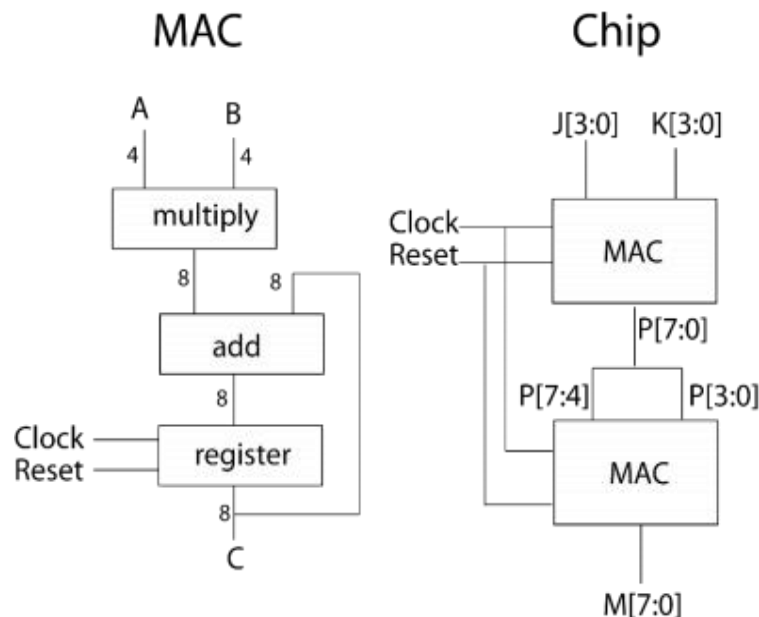 MAC
A
B
4
4
multiply
8
8
add
8
Clock
Reset
register
8
C
Chip
J[3:0]
K[3:0]
Clock
Reset
MAC
P[7:0]
P[7:4]
P[3:0]
MAC
M[7:0]